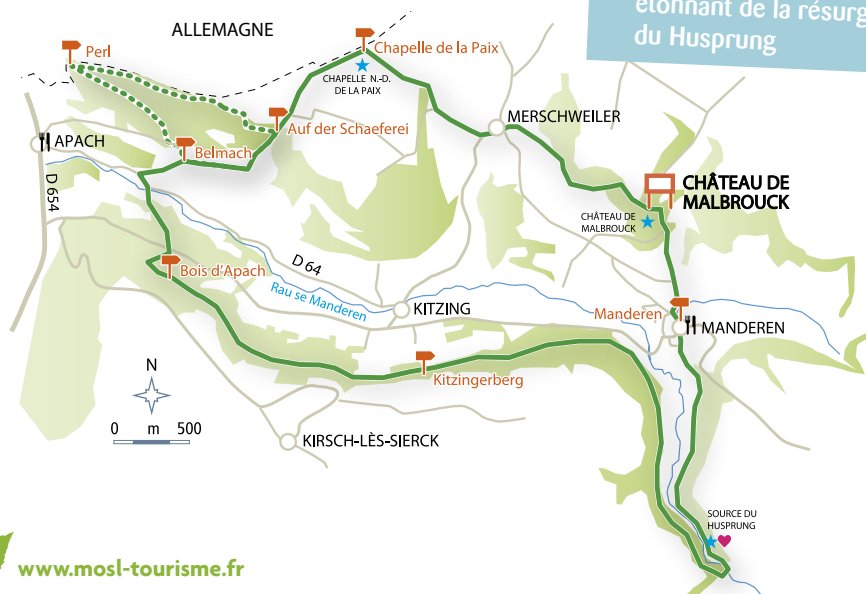 étonnant de la
du Husprung
ALLEMAGNE
Perl
Chapelle de la Paix
CHAPELLE N.-D.
DE LA PAIX
MERSCHWEILER
Auf der Schaeferei
APACH
Belmach
D 654
CHÂTEAU DE
MALBROUCK
CHÂTEAU DE
MALBROUCK
Bois d'Apach
D 64
Rau se Manderen
KITZING
Manderen
MANDEREN
Kitzingerberg
N
0 m 500
KIRSCH-LÈS-SIERCK
SOURCE DU
HUSPRUNG
www.mosl-tourisme.fr